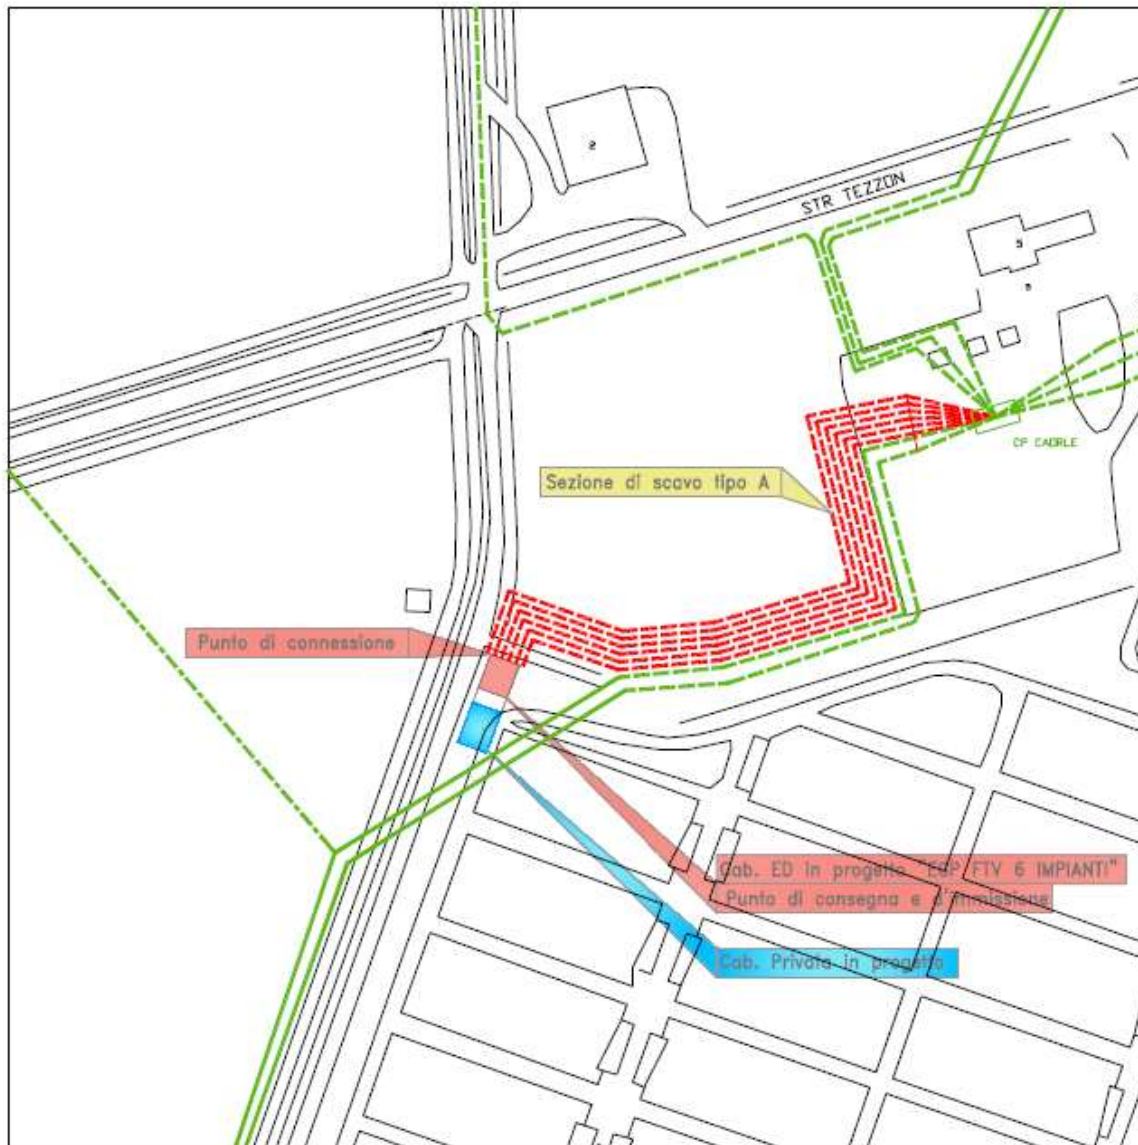 2
STR TEZZON
CP CAORLE
Sezione di scavo tipo A
Punto di connessione
Cab. ED in progetto "EGP FTV 6 IMPIANTI"
Punto di consegna e d'immissione
Cab. Privata in progetto